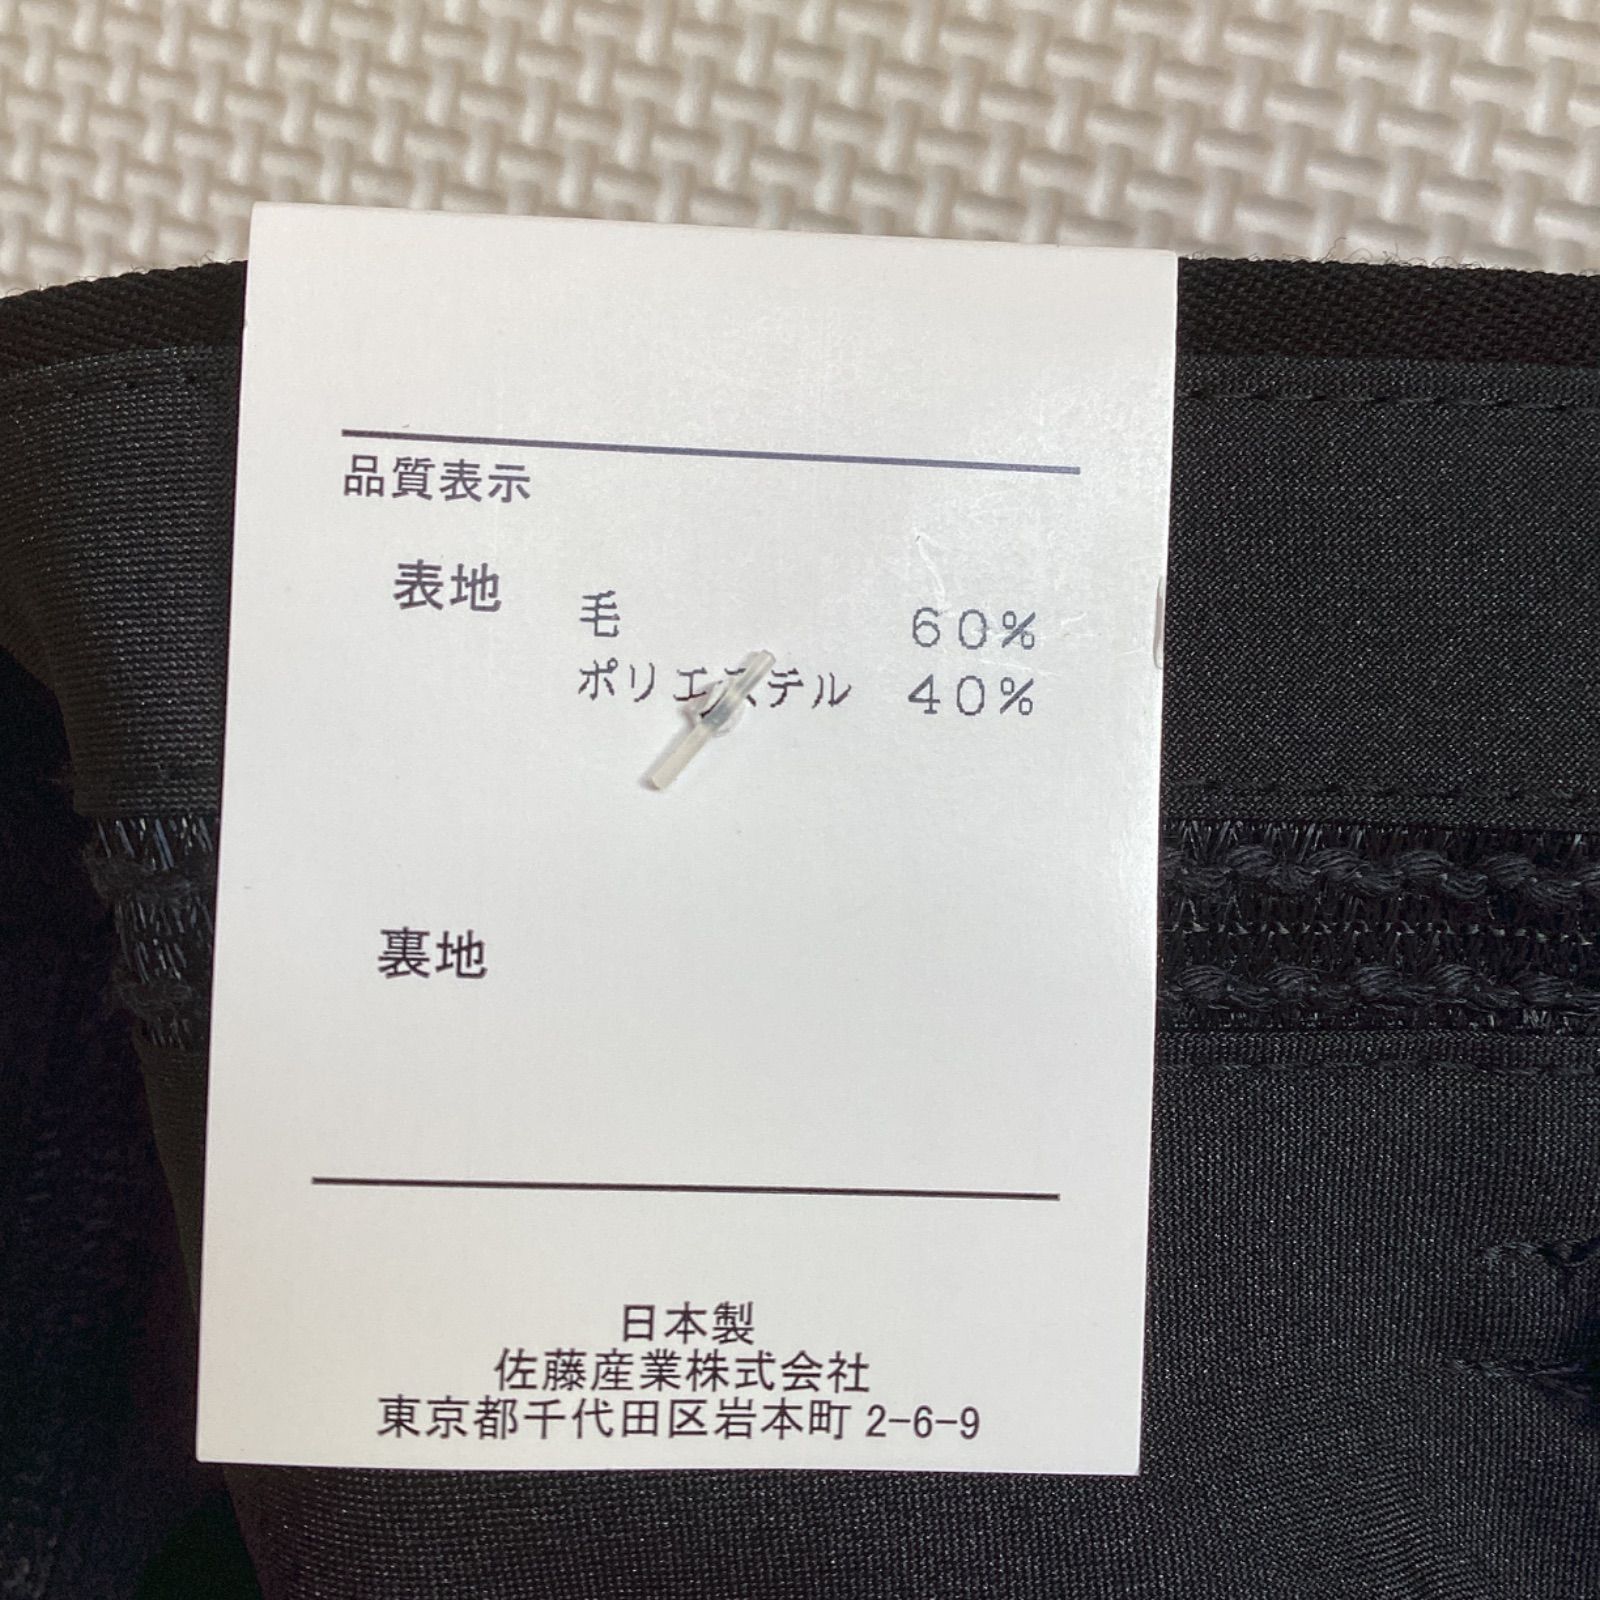 品質表示
表地
毛 60%
ポリエステル 40%
裏地
日本製
佐藤産業株式会社
東京都千代田区岩本町2-6-9